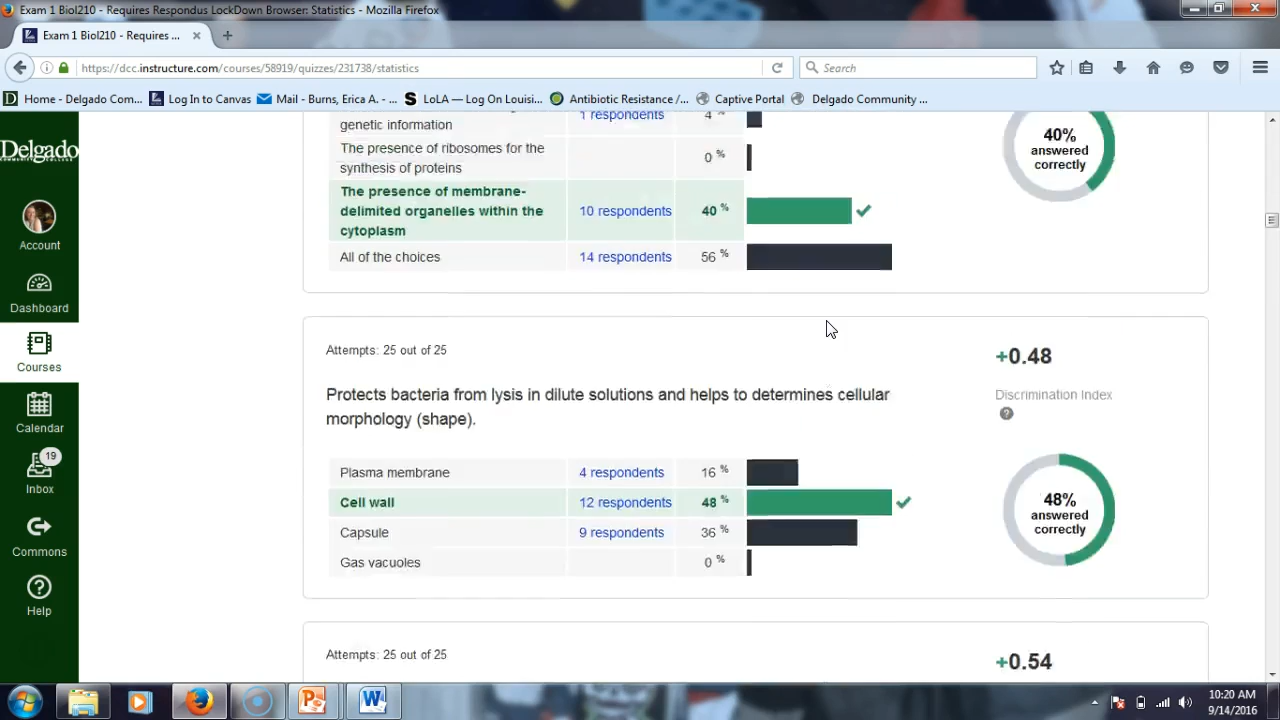 Exam 1 Biol210 - Requires Respondus LockDown Browser: Statistics - Mozilla Firefox
Exam 1 Biol210 - Requires ...
https://dcc.instructure.com/courses/58919/quizzes/231738/statistics
Search
Home - Delgado Com... Log In to Canvas Mail - Burns, Erica A. - ... LoLA — Log On Louisi... Antibiotic Resistance /... Captive Portal Delgado Community ...
Delgado
COMMUNITY COLLEGE
Account
Dashboard
Courses
Calendar
19
Inbox
Commons
Help
genetic information 1 respondents 4 %
The presence of ribosomes for the
synthesis of proteins 0 %
The presence of membrane-
delimited organelles within the
cytoplasm 10 respondents 40 %
All of the choices 14 respondents 56 %
40%
answered
correctly
Attempts: 25 out of 25
+0.48
Discrimination Index
?
Protects bacteria from lysis in dilute solutions and helps to determines cellular
morphology (shape).
Plasma membrane 4 respondents 16 %
Cell wall 12 respondents 48 %
Capsule 9 respondents 36 %
Gas vacuoles 0 %
48%
answered
correctly
Attempts: 25 out of 25
+0.54
10:20 AM
9/14/2016